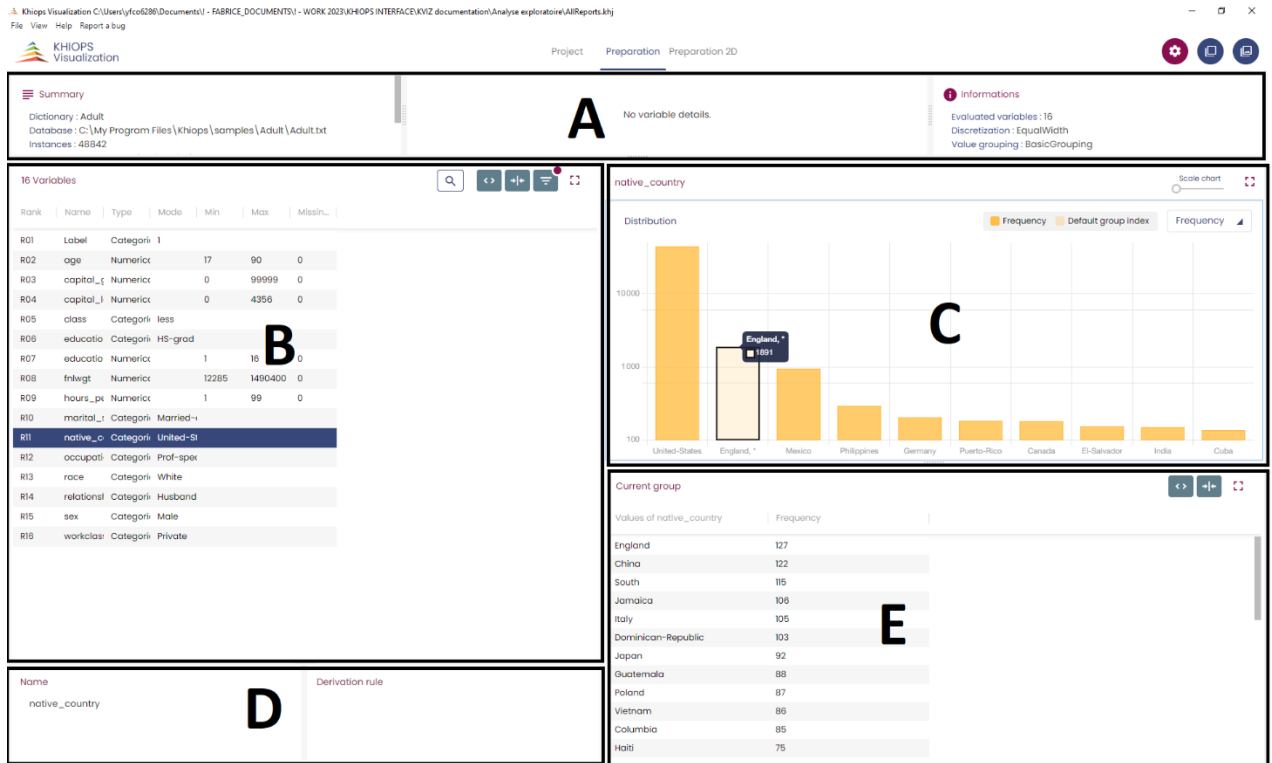 Khiops Visualization C:\Users\yfco6286\Documents\! - FABRICE_DOCUMENTS\! - WORK 2023\KHIOPS INTERFACE\KVIZ documentation\Analyse exploratoire\AllReports.khj
File View Help Report a bug
KHIOPS
Visualization
Project Preparation Preparation 2D
A
Summary
Dictionary : Adult
Database : C:\My Program Files\Khiops\samples\Adult\Adult.txt
Instances : 48842
No variable details.
Informations
Evaluated variables : 16
Discretization : EqualWidth
Value grouping : BasicGrouping
B
16 Variables
Rank Name Type Mode Min Max Missin...
R01 Label Categori 1
R02 age Numeric 17 90 0
R03 capital_g Numeric 0 99999 0
R04 capital_l Numeric 0 4356 0
R05 class Categori less
R06 educatio Categori HS-grad
R07 educatio Numeric 1 16 0
R08 fnlwgt Numeric 12285 1490400 0
R09 hours_pe Numeric 1 99 0
R10 marital_s Categori Married-
R11 native_c Categori United-St
R12 occupati Categori Prof-spec
R13 race Categori White
R14 relationsl Categori Husband
R15 sex Categori Male
R16 workclas Categori Private
C
native_country
Scale chart
Distribution
Frequency Default group index
Frequency
10000
1000
100
England, *
1891
United-States England, * Mexico Philippines Germany Puerto-Rico Canada El-Salvador India Cuba
D
Name
native_country
Derivation rule
E
Current group
Values of native_country Frequency
England 127
China 122
South 115
Jamaica 106
Italy 105
Dominican-Republic 103
Japan 92
Guatemala 88
Poland 87
Vietnam 86
Columbia 85
Haiti 75